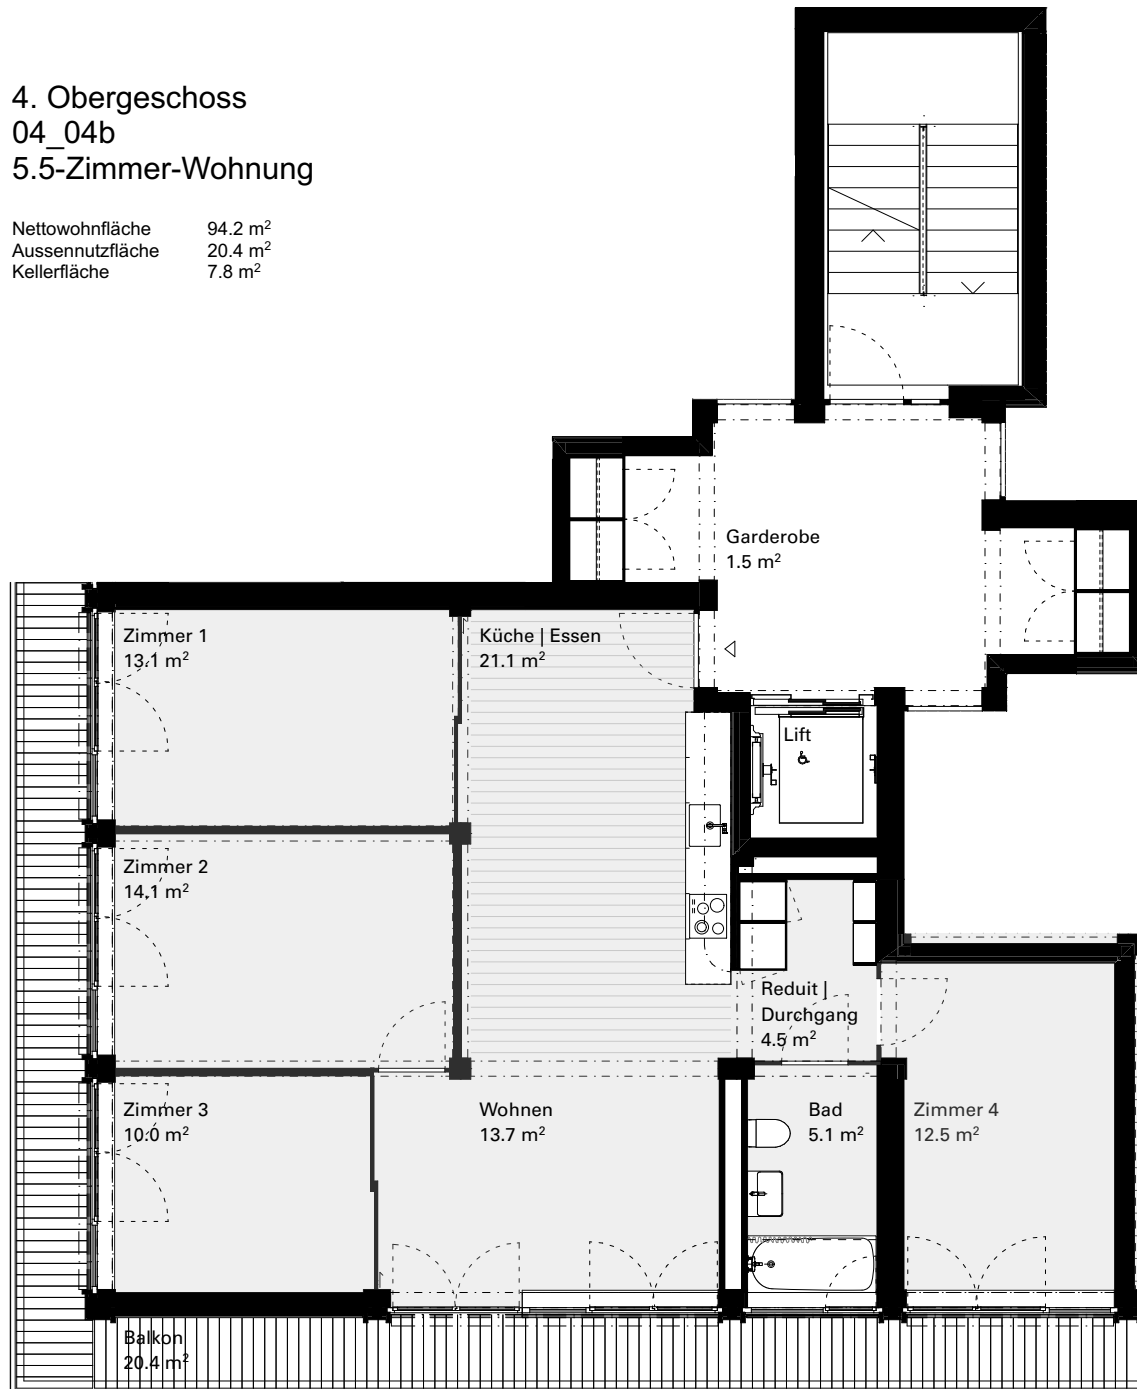 4. Obergeschoss
04_04b
5.5-Zimmer-Wohnung
Nettowohnfläche 94.2 m²
Aussennutzfläche 20.4 m²
Kellerfläche 7.8 m²
Garderobe
1.5 m²
Zimmer 1
13.1 m²
Küche | Essen
21.1 m²
Lift
Zimmer 2
14.1 m²
Reduit |
Durchgang
4.5 m²
Zimmer 3
10.0 m²
Wohnen
13.7 m²
Bad
5.1 m²
Zimmer 4
12.5 m²
Balkon
20.4 m²